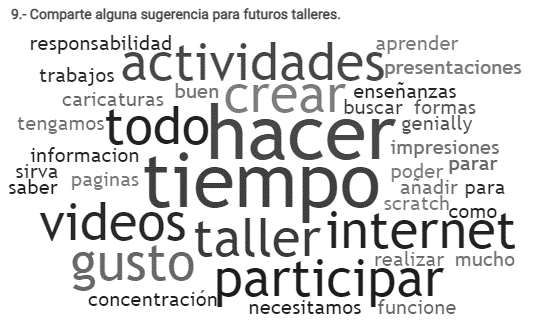 9.- Comparte alguna sugerencia para futuros talleres.
responsabilidad
aprender
trabajos
actividades
presentaciones
caricaturas
buen
crear
enseñanzas
buscar
formas
tengamos
todo
hacer
genially
informacion
impresiones
sirva
tiempo
poder
parar
saber
paginas
añadir
para
scratch
como
videos
taller
internet
gusto
realizar
mucho
participar
concentración
necesitamos
funcione